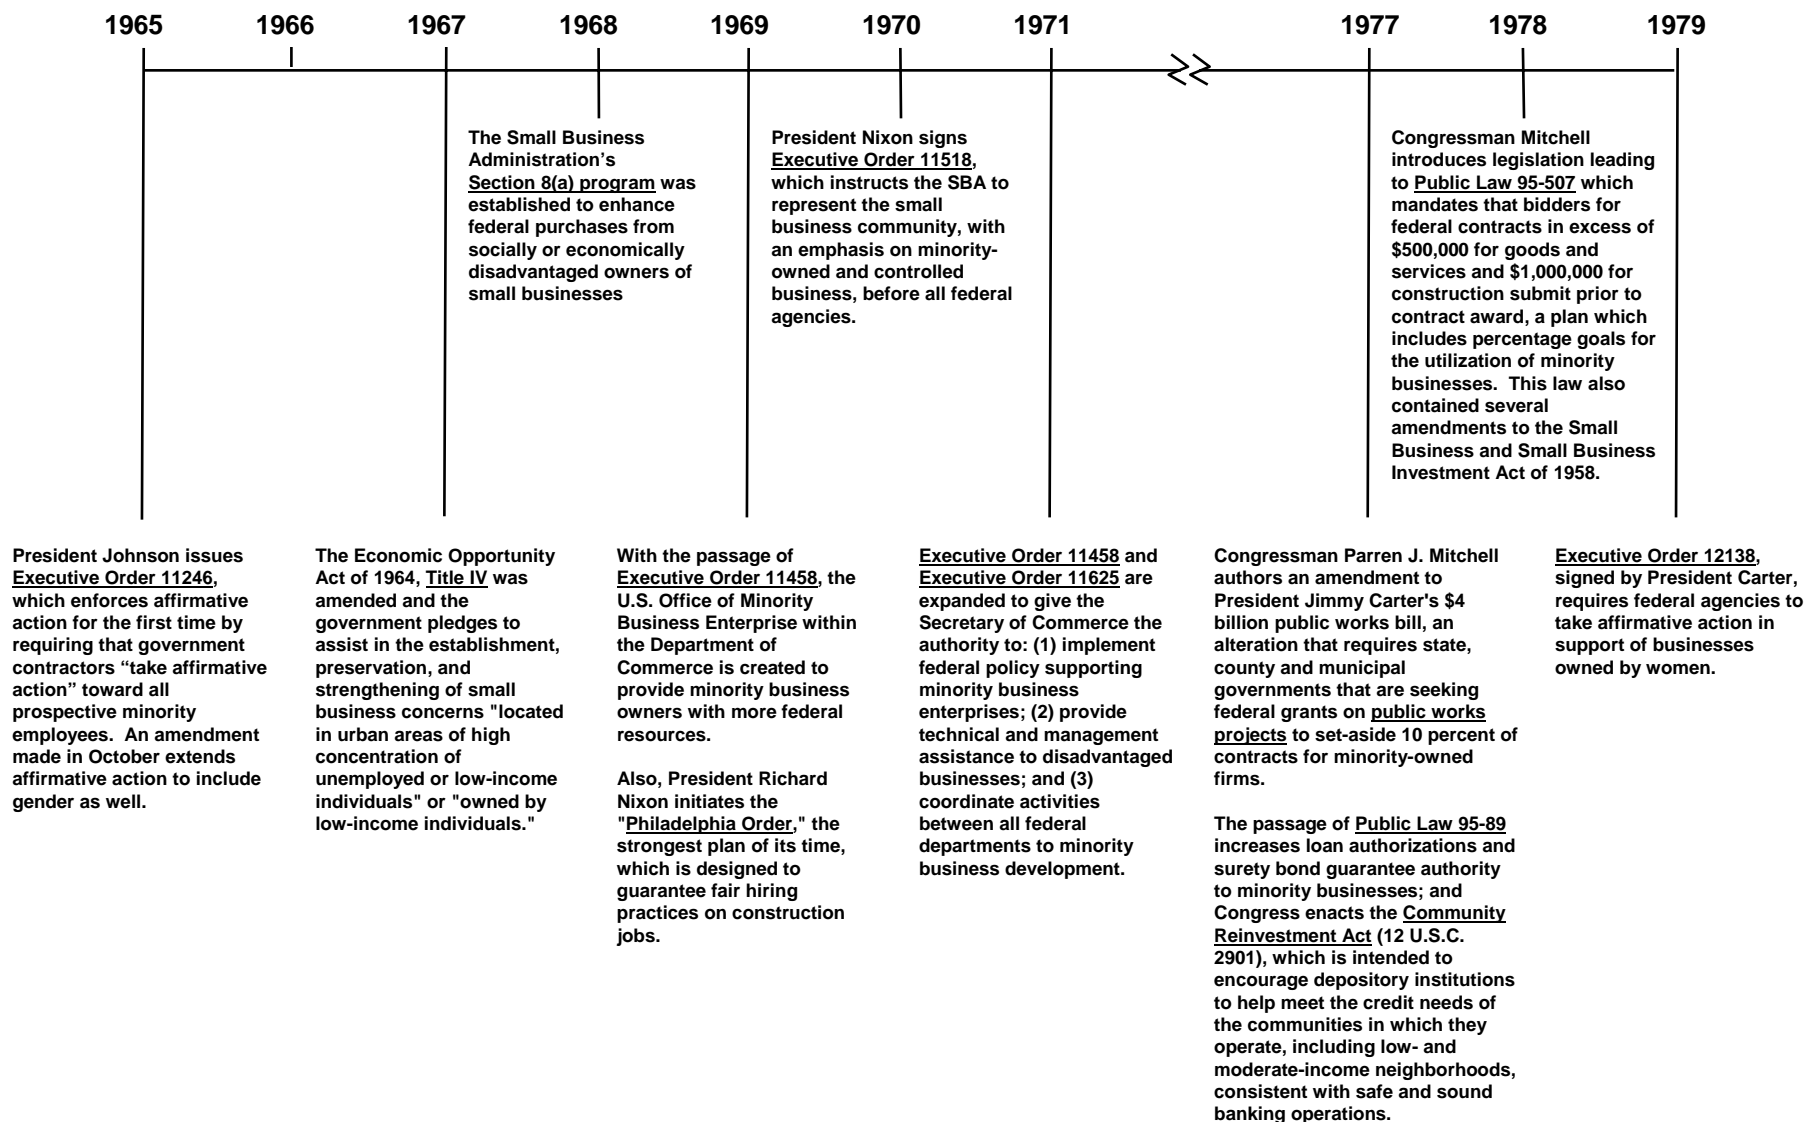 1965 1966 1967 1968 1969 1970 1971 1977 1978 1979
The Small Business
Administration’s
Section 8(a) program was
established to enhance
federal purchases from
socially or economically
disadvantaged owners of
small businesses
President Nixon signs
Executive Order 11518,
which instructs the SBA to
represent the small
business community, with
an emphasis on minority-
owned and controlled
business, before all federal
agencies.
Congressman Mitchell
introduces legislation leading
to Public Law 95-507 which
mandates that bidders for
federal contracts in excess of
$500,000 for goods and
services and $1,000,000 for
construction submit prior to
contract award, a plan which
includes percentage goals for
the utilization of minority
businesses.  This law also
contained several
amendments to the Small
Business and Small Business
Investment Act of 1958.
President Johnson issues
Executive Order 11246,
which enforces affirmative
action for the first time by
requiring that government
contractors “take affirmative
action” toward all
prospective minority
employees.  An amendment
made in October extends
affirmative action to include
gender as well.
The Economic Opportunity
Act of 1964, Title IV was
amended and the
government pledges to
assist in the establishment,
preservation, and
strengthening of small
business concerns "located
in urban areas of high
concentration of
unemployed or low-income
individuals" or "owned by
low-income individuals."
With the passage of
Executive Order 11458, the
U.S. Office of Minority
Business Enterprise within
the Department of
Commerce is created to
provide minority business
owners with more federal
resources.
Also, President Richard
Nixon initiates the
"Philadelphia Order," the
strongest plan of its time,
which is designed to
guarantee fair hiring
practices on construction
jobs.
Executive Order 11458 and
Executive Order 11625 are
expanded to give the
Secretary of Commerce the
authority to: (1) implement
federal policy supporting
minority business
enterprises; (2) provide
technical and management
assistance to disadvantaged
businesses; and (3)
coordinate activities
between all federal
departments to minority
business development.
Congressman Parren J. Mitchell
authors an amendment to
President Jimmy Carter's $4
billion public works bill, an
alteration that requires state,
county and municipal
governments that are seeking
federal grants on public works
projects to set-aside 10 percent of
contracts for minority-owned
firms.
The passage of Public Law 95-89
increases loan authorizations and
surety bond guarantee authority
to minority businesses; and
Congress enacts the Community
Reinvestment Act (12 U.S.C.
2901), which is intended to
encourage depository institutions
to help meet the credit needs of
the communities in which they
operate, including low- and
moderate-income neighborhoods,
consistent with safe and sound
banking operations.
Executive Order 12138,
signed by President Carter,
requires federal agencies to
take affirmative action in
support of businesses
owned by women.